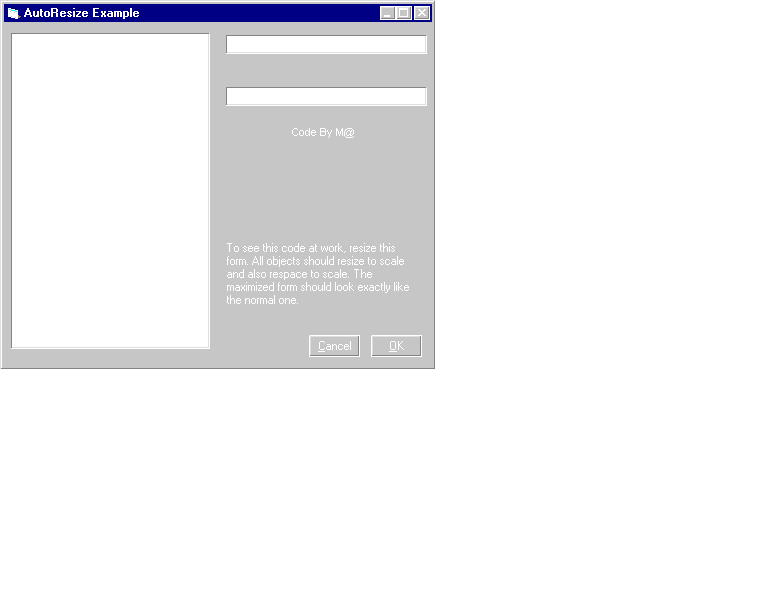 AutoResize Example
Code By M@
To see this code at work, resize this
form. All objects should resize to scale
and also respace to scale. The
maximized form should look exactly like
the normal one.
Cancel OK